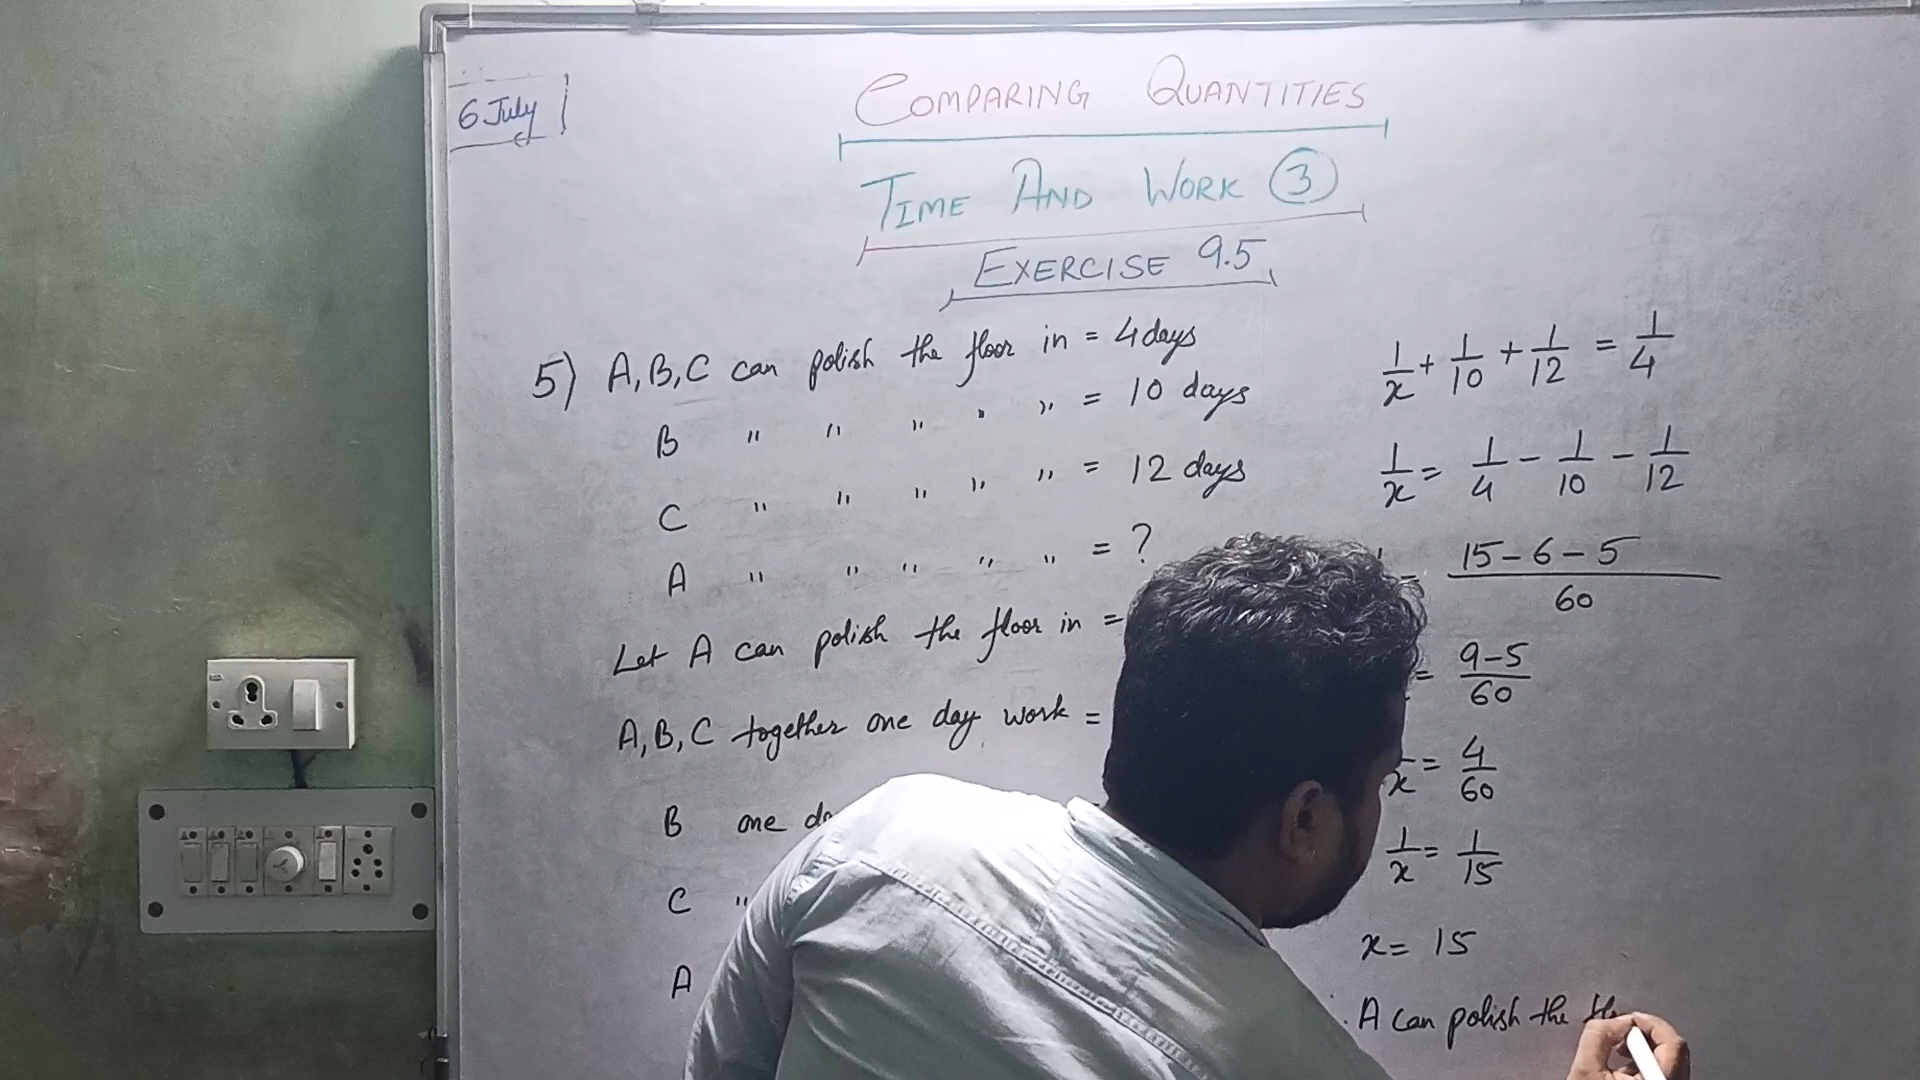 6 July
COMPARING QUANTITIES
TIME AND WORK 3
EXERCISE 9.5
5) A, B, C can polish the floor in = 4 days
B " " " " " = 10 days
C " " " " " = 12 days
A " " " " " = ?
Let A can polish the floor in =
A, B, C together one day work =
B one
C "
A
1/x + 1/10 + 1/12 = 1/4
1/x = 1/4 - 1/10 - 1/12
= 15 - 6 - 5 / 60
= 9 - 5 / 60
x = 4/60
1/x = 1/15
x = 15
A can polish the